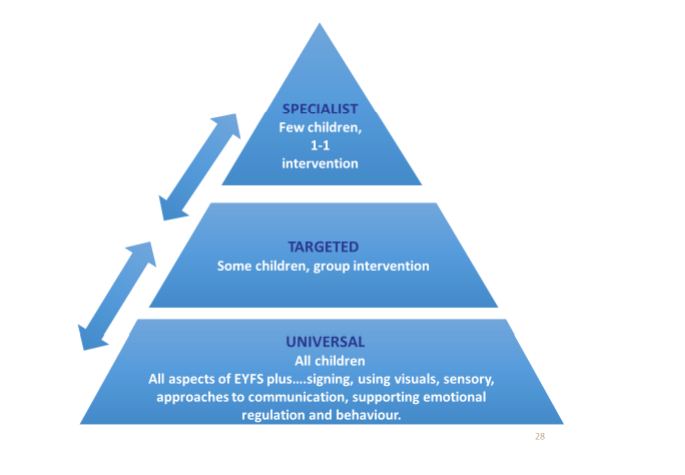 SPECIALIST
Few children,
1-1
intervention
TARGETED
Some children, group intervention
UNIVERSAL
All children
All aspects of EYFS plus....signing, using visuals, sensory,
approaches to communication, supporting emotional
regulation and behaviour.
28